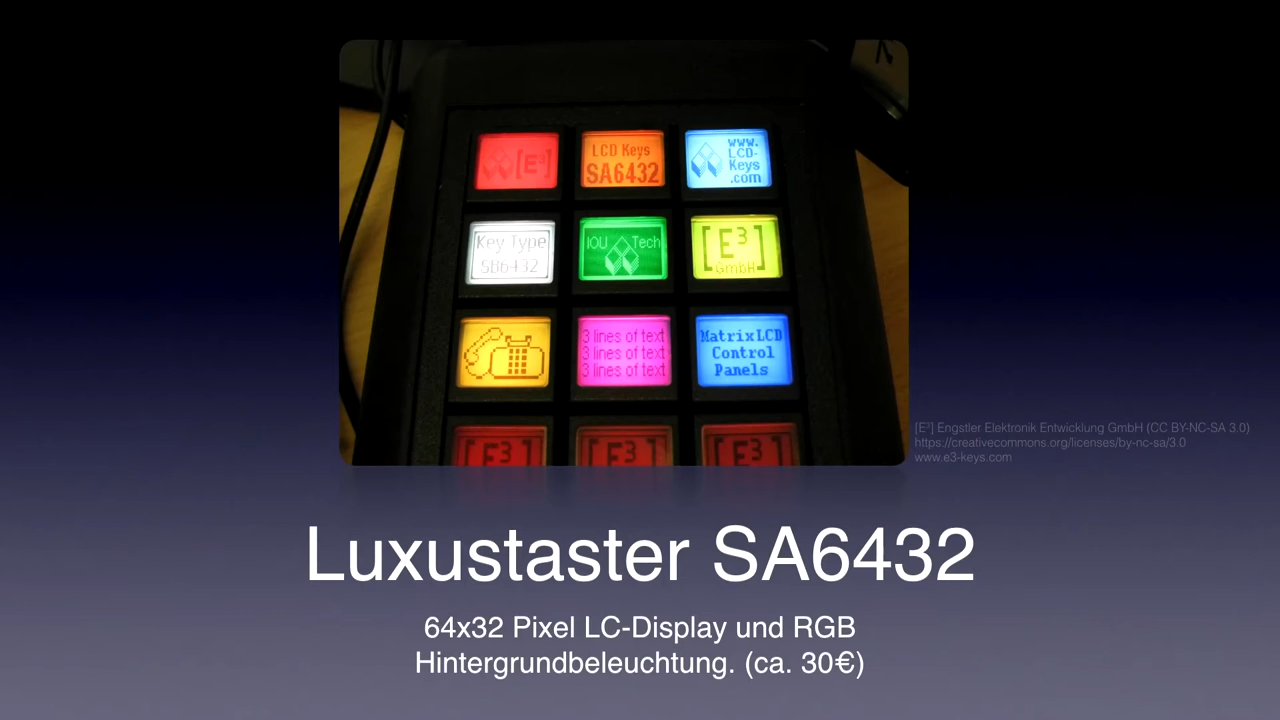 [E³]
LCD Keys
SA6432
www.
LCD-
Keys
.com
Key Type
SB6432
IOU Tech
[E³]
GmbH
3 lines of text
3 lines of text
3 lines of text
MatrixLCD
Control
Panels
[E³]
[E³]
[E³]
[E³] Engstler Elektronik Entwicklung GmbH (CC BY-NC-SA 3.0)
https://creativecommons.org/licenses/by-nc-sa/3.0
www.e3-keys.com
Luxustaster SA6432
64x32 Pixel LC-Display und RGB
Hintergrundbeleuchtung. (ca. 30€)